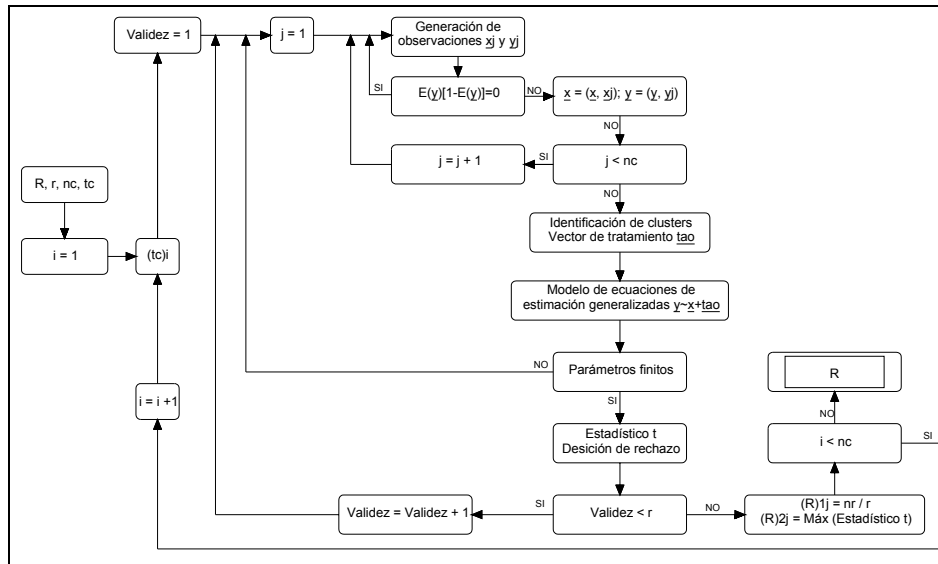 Validez = 1
j = 1
Generación de
observaciones xj y yj
SI
E(y)[1-E(y)]=0
NO
x = (x, xj); y = (y, yj)
NO
j = j + 1
SI
j < nc
NO
R, r, nc, tc
i = 1
(tc)i
Identificación de clusters
Vector de tratamiento tao
Modelo de ecuaciones de
estimación generalizadas y~x+tao
NO
Parámetros finitos
SI
R
NO
i = i +1
Estadístico t
Desición de rechazo
i < nc
SI
Validez = Validez + 1
SI
Validez < r
NO
(R)1j = nr / r
(R)2j = Máx (Estadístico t)